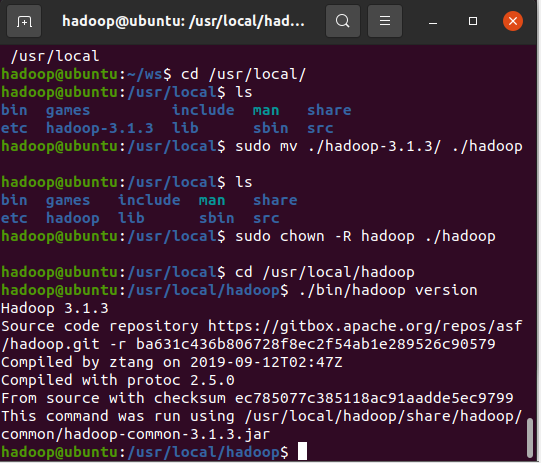 hadoop@ubuntu: /usr/local/had...
/usr/local
hadoop@ubuntu:~/ws$ cd /usr/local/
hadoop@ubuntu:/usr/local$ ls
bin  games       include  man   share
etc  hadoop-3.1.3  lib      sbin  src
hadoop@ubuntu:/usr/local$ sudo mv ./hadoop-3.1.3/ ./hadoop
hadoop@ubuntu:/usr/local$ ls
bin  games   include  man   share
etc  hadoop  lib      sbin  src
hadoop@ubuntu:/usr/local$ sudo chown -R hadoop ./hadoop
hadoop@ubuntu:/usr/local$ cd /usr/local/hadoop
hadoop@ubuntu:/usr/local/hadoop$ ./bin/hadoop version
Hadoop 3.1.3
Source code repository https://gitbox.apache.org/repos/asf
/hadoop.git -r ba631c436b806728f8ec2f54ab1e289526c90579
Compiled by ztang on 2019-09-12T02:47Z
Compiled with protoc 2.5.0
From source with checksum ec785077c385118ac91aadde5ec9799
This command was run using /usr/local/hadoop/share/hadoop/
common/hadoop-common-3.1.3.jar
hadoop@ubuntu:/usr/local/hadoop$